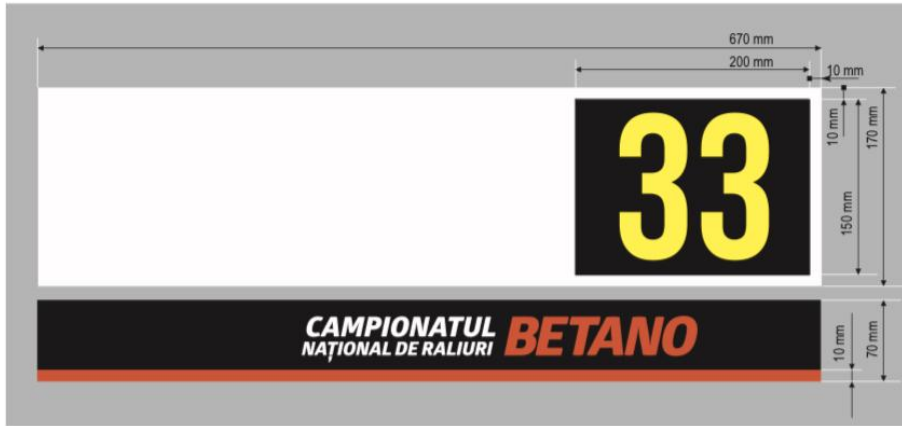 670 mm
200 mm
10 mm
33
10 mm
170 mm
150 mm
CAMPIONATUL
NAȚIONAL DE RALIURI
BETANO
10 mm
70 mm